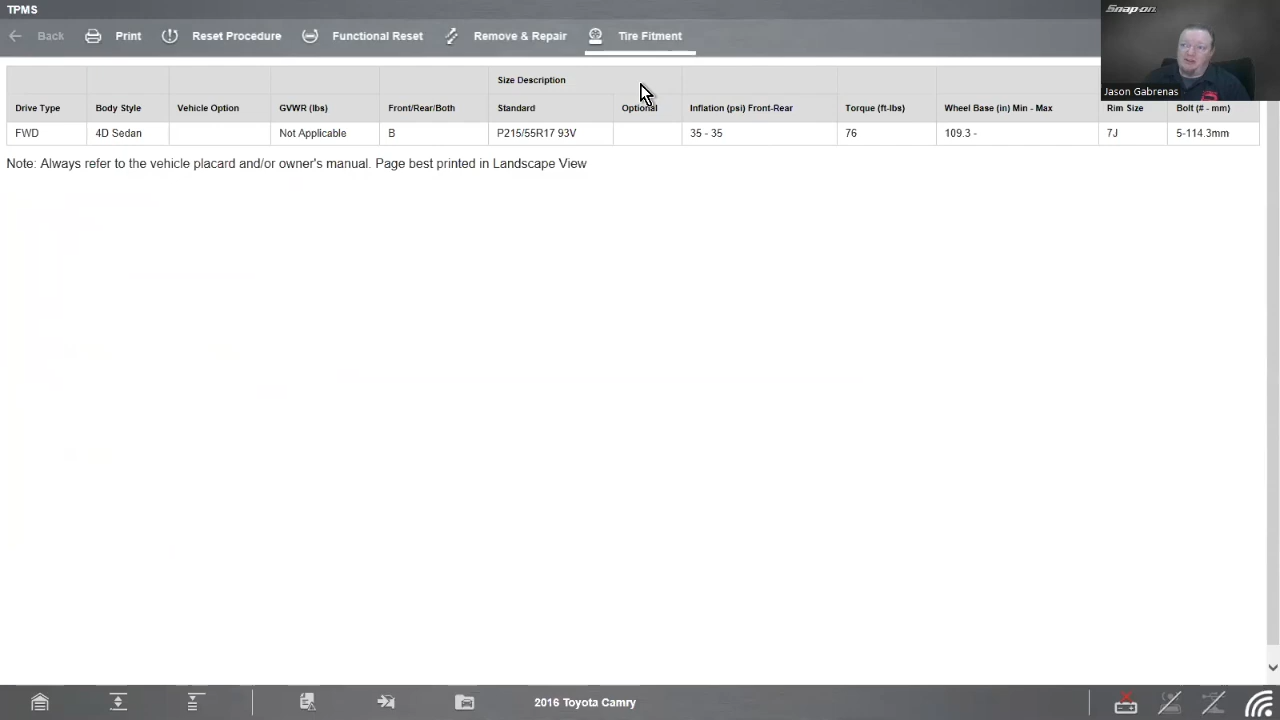 TPMS
Back Print Reset Procedure Functional Reset Remove & Repair Tire Fitment
Snap-on
Jason Gabrenas
Size Description
Drive Type Body Style Vehicle Option GVWR (lbs) Front/Rear/Both Standard Optional Inflation (psi) Front-Rear Torque (ft-lbs) Wheel Base (in) Min - Max Rim Size Bolt (# - mm)
FWD 4D Sedan Not Applicable B P215/55R17 93V 35 - 35 76 109.3 - 7J 5-114.3mm
Note: Always refer to the vehicle placard and/or owner's manual. Page best printed in Landscape View
2016 Toyota Camry